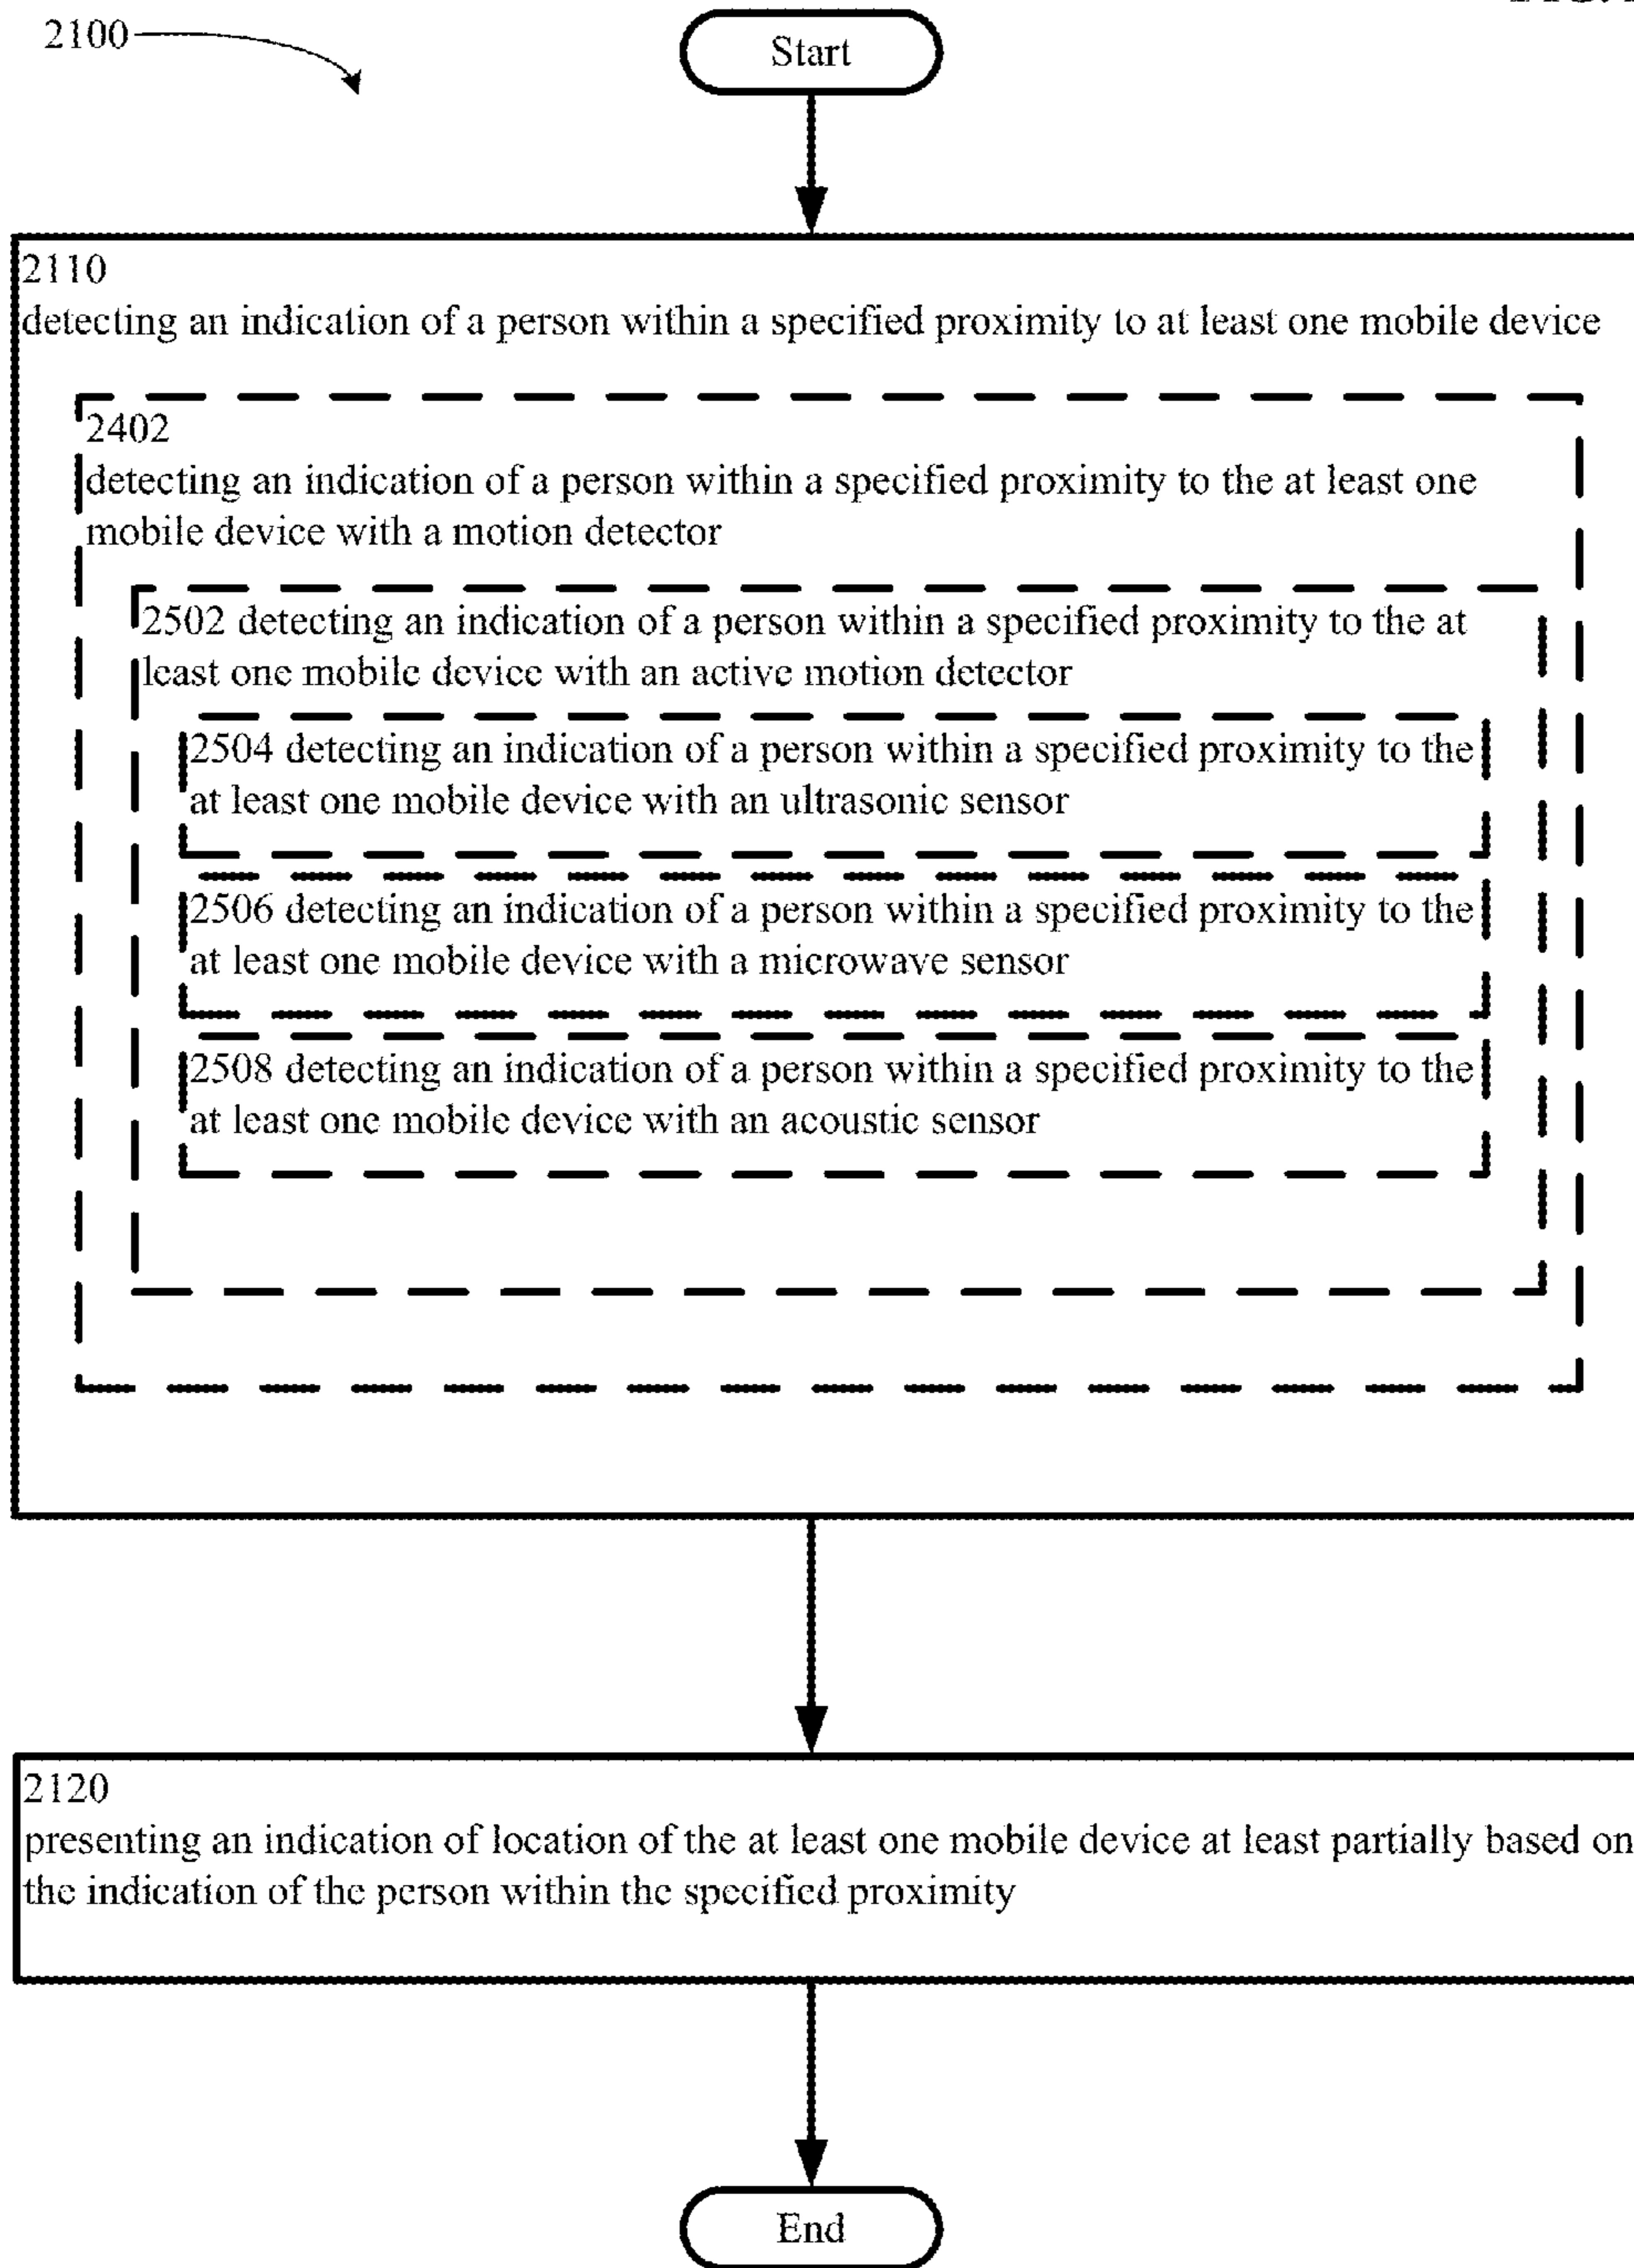 2100
Start
2110
detecting an indication of a person within a specified proximity to at least one mobile device
2402
detecting an indication of a person within a specified proximity to the at least one
mobile device with a motion detector
2502 detecting an indication of a person within a specified proximity to the at
least one mobile device with an active motion detector
2504 detecting an indication of a person within a specified proximity to the
at least one mobile device with an ultrasonic sensor
2506 detecting an indication of a person within a specified proximity to the
at least one mobile device with a microwave sensor
2508 detecting an indication of a person within a specified proximity to the
at least one mobile device with an acoustic sensor
2120
presenting an indication of location of the at least one mobile device at least partially based on
the indication of the person within the specified proximity
End